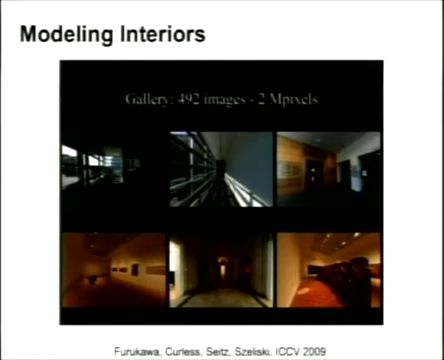 Modeling Interiors
Gallery: 492 images - 2 Mpixels
Furukawa, Curless, Seitz, Szeliski, ICCV 2009